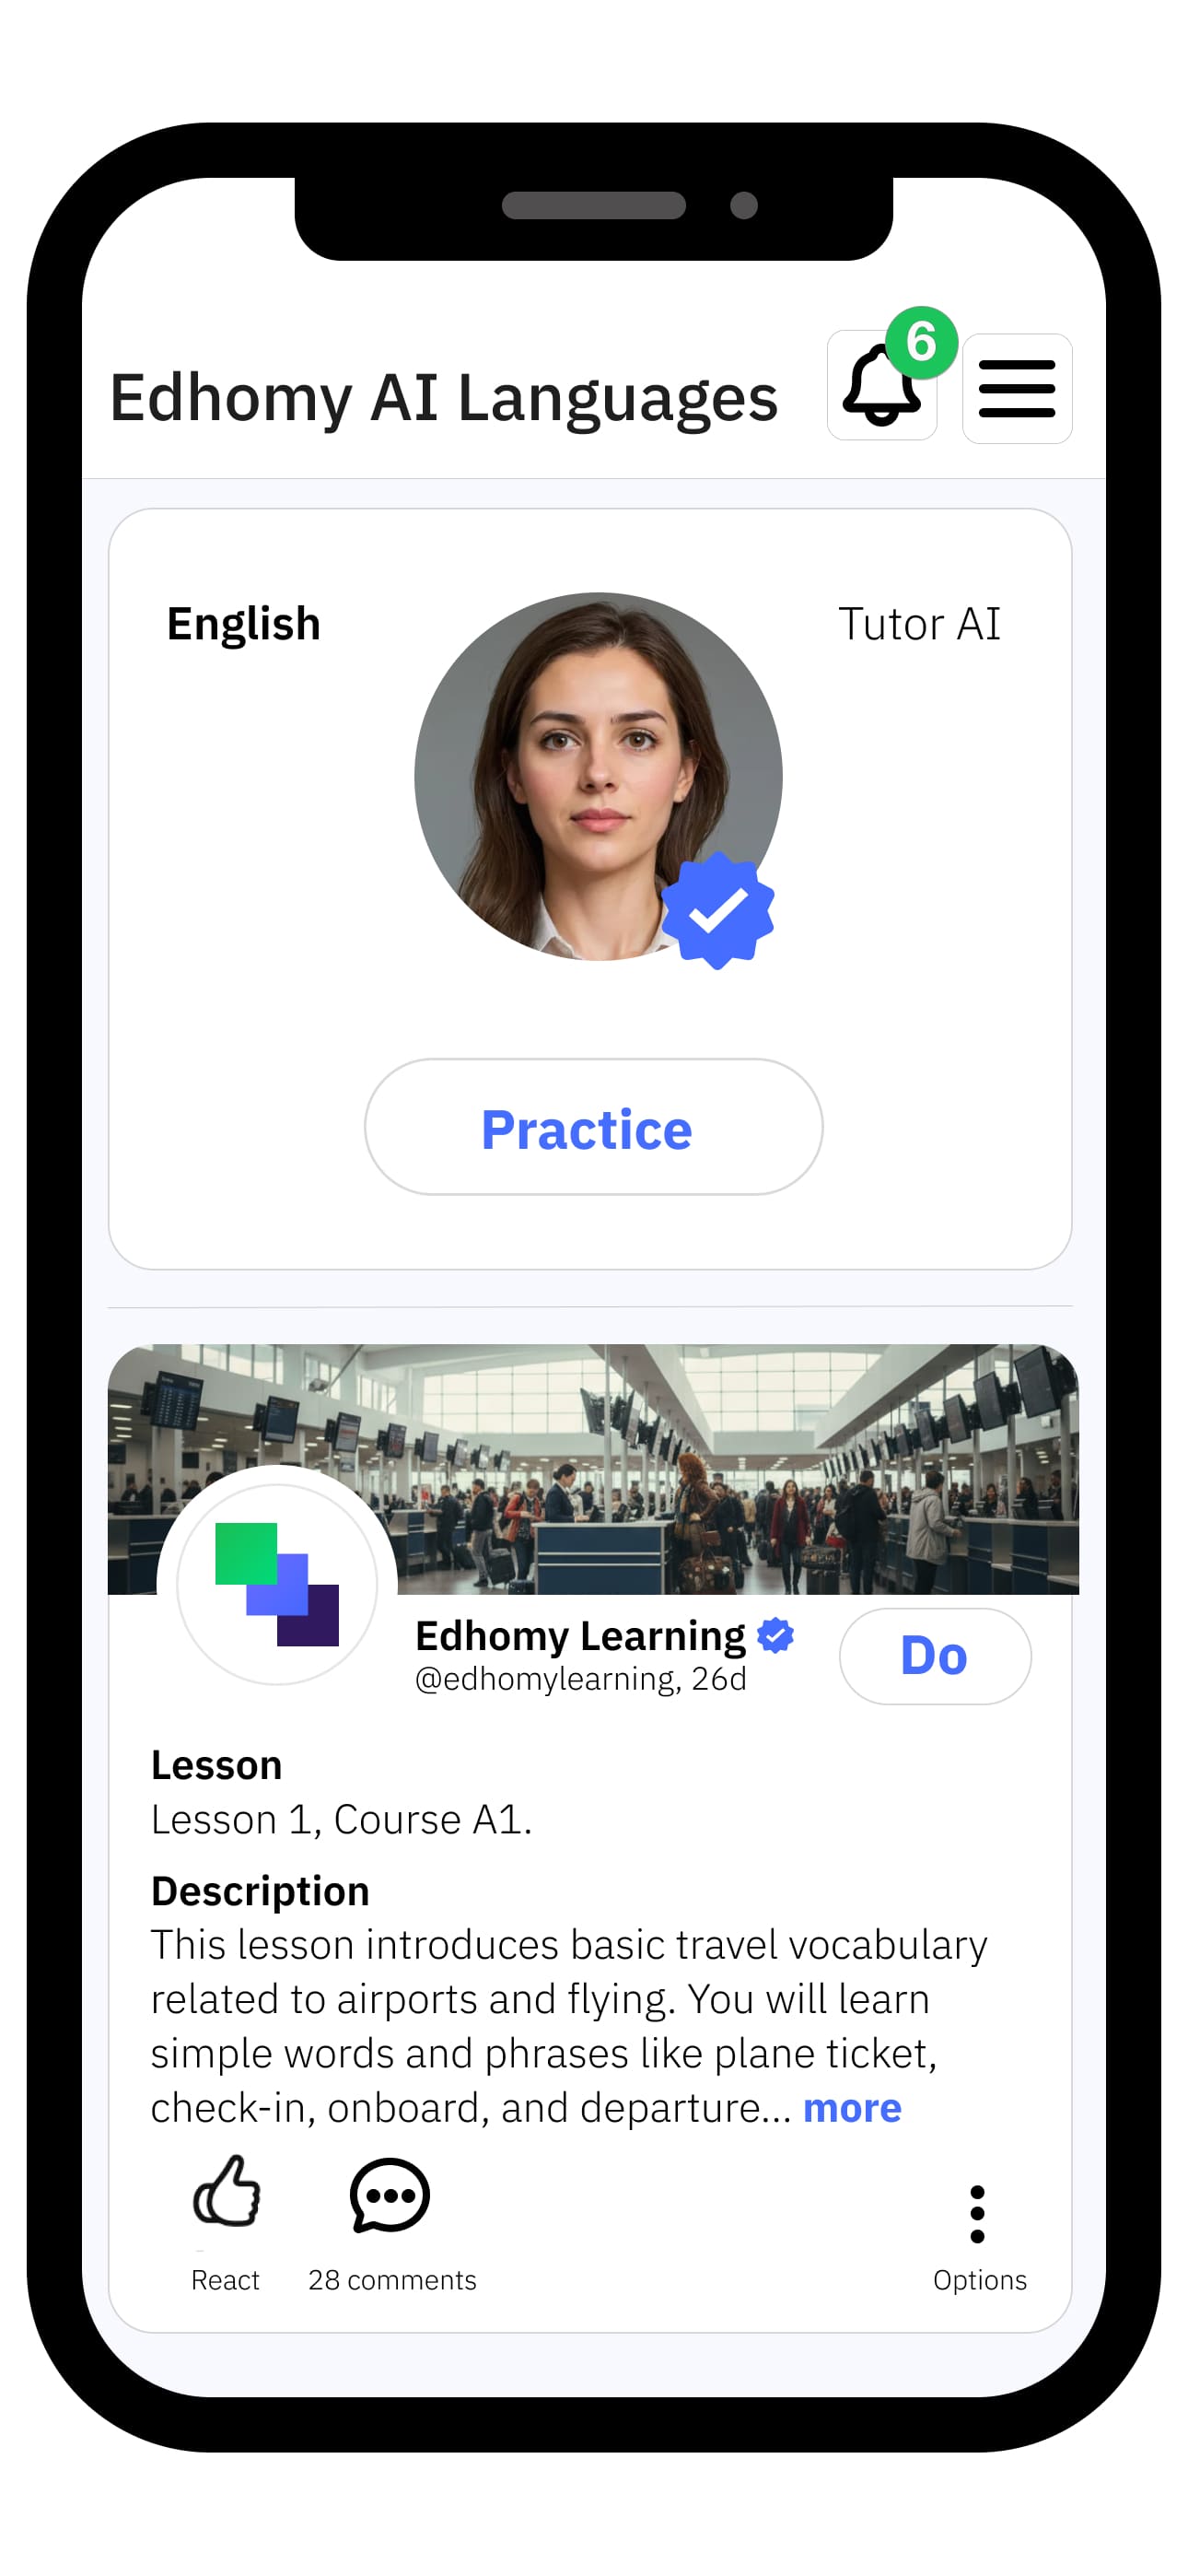 6
Edhomy AI Languages
English
Tutor AI
Practice
Edhomy Learning
@edhomylearning, 26d
Do
Lesson
Lesson 1, Course A1.
Description
This lesson introduces basic travel vocabulary
related to airports and flying. You will learn
simple words and phrases like plane ticket,
check-in, onboard, and departure... more
React
28 comments
Options